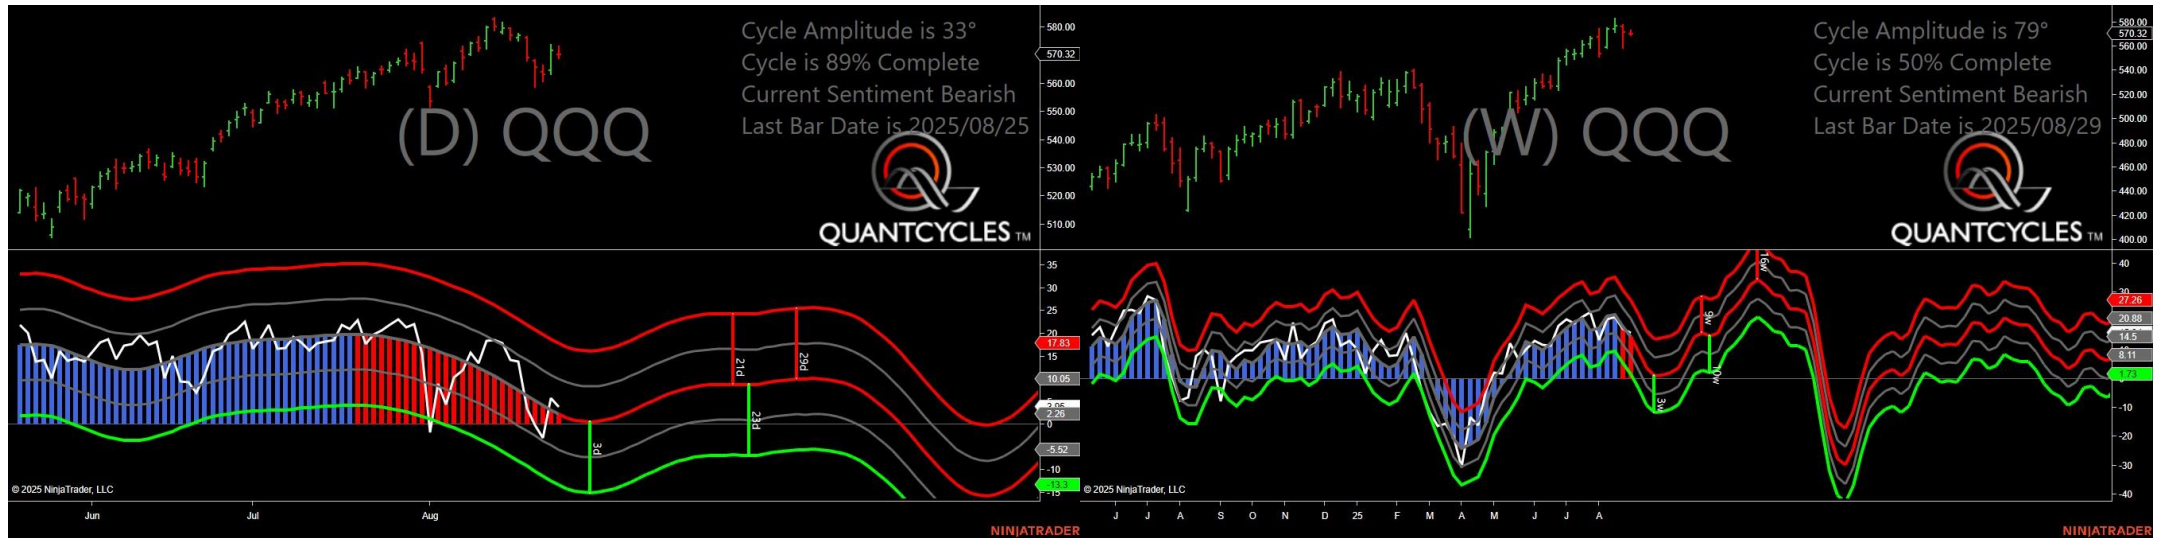 Cycle Amplitude is 33°
Cycle is 89% Complete
Current Sentiment Bearish
Last Bar Date is 2025/08/25
(D) QQQ
QUANTCYCLES TM
580.00
570.32
560.00
550.00
540.00
530.00
520.00
510.00
35
30
25
20
17.83
15
10.05
2.26
0
-5.52
-10
-13.3
-15
3d
21d
23d
29d
© 2025 NinjaTrader, LLC
Jun Jul Aug
NINJATRADER
Cycle Amplitude is 79°
Cycle is 50% Complete
Current Sentiment Bearish
Last Bar Date is 2025/08/29
(W) QQQ
QUANTCYCLES TM
580.00
570.32
560.00
540.00
520.00
500.00
480.00
460.00
440.00
420.00
400.00
40
30
27.26
20.88
14.5
8.11
1.73
-10
-20
-30
-40
3w
9w
10w
16w
© 2025 NinjaTrader, LLC
J J A S O N D 25 F M A M J J A
NINJATRADER